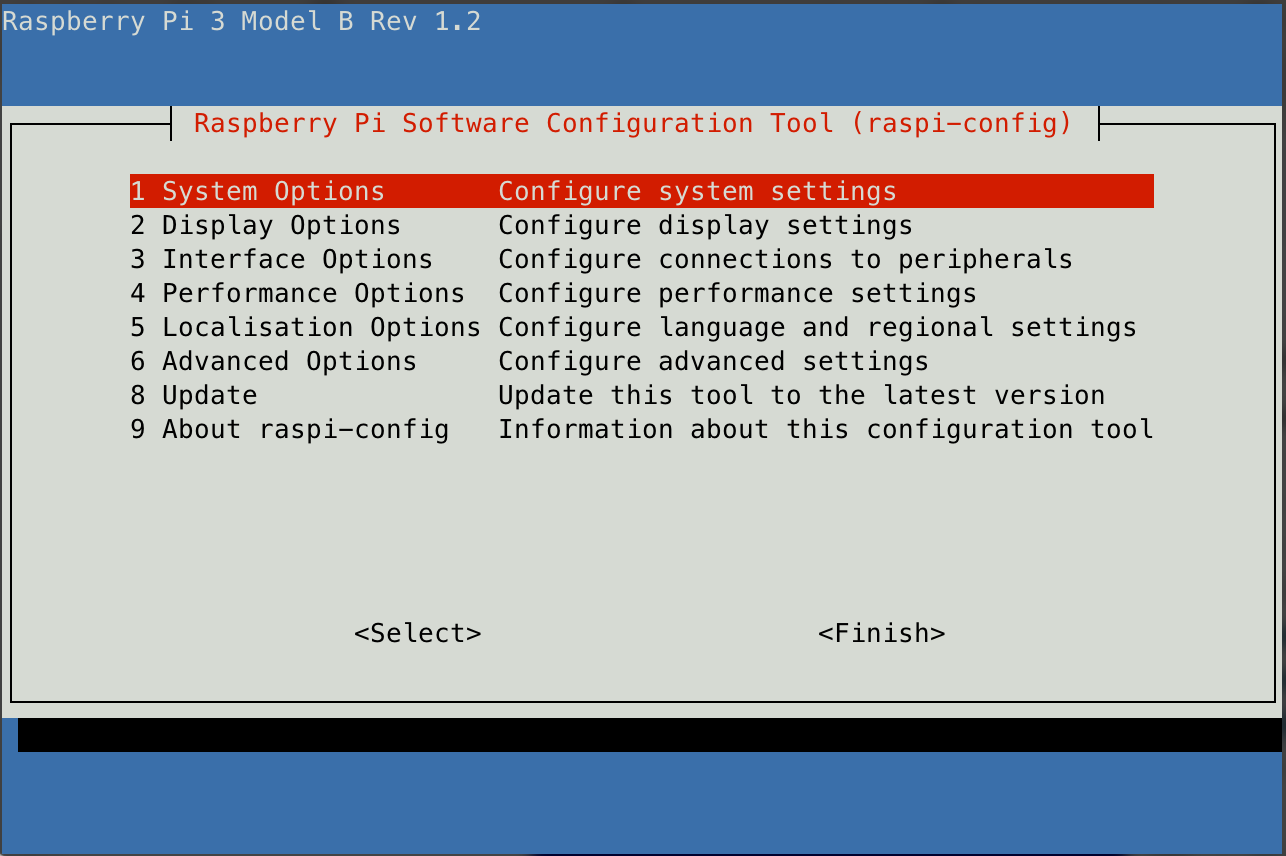 Raspberry Pi 3 Model B Rev 1.2
Raspberry Pi Software Configuration Tool (raspi-config)
1 System Options Configure system settings
2 Display Options Configure display settings
3 Interface Options Configure connections to peripherals
4 Performance Options Configure performance settings
5 Localisation Options Configure language and regional settings
6 Advanced Options Configure advanced settings
8 Update Update this tool to the latest version
9 About raspi-config Information about this configuration tool
<Select> <Finish>